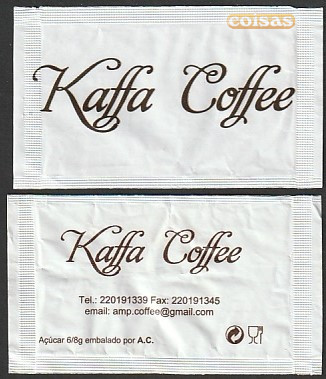 coisas
Kaffa Coffee
Kaffa Coffee
Tel.: 220191339 Fax: 220191345
email: amp.coffee@gmail.com
Açúcar 6/8g embalado por A.C.